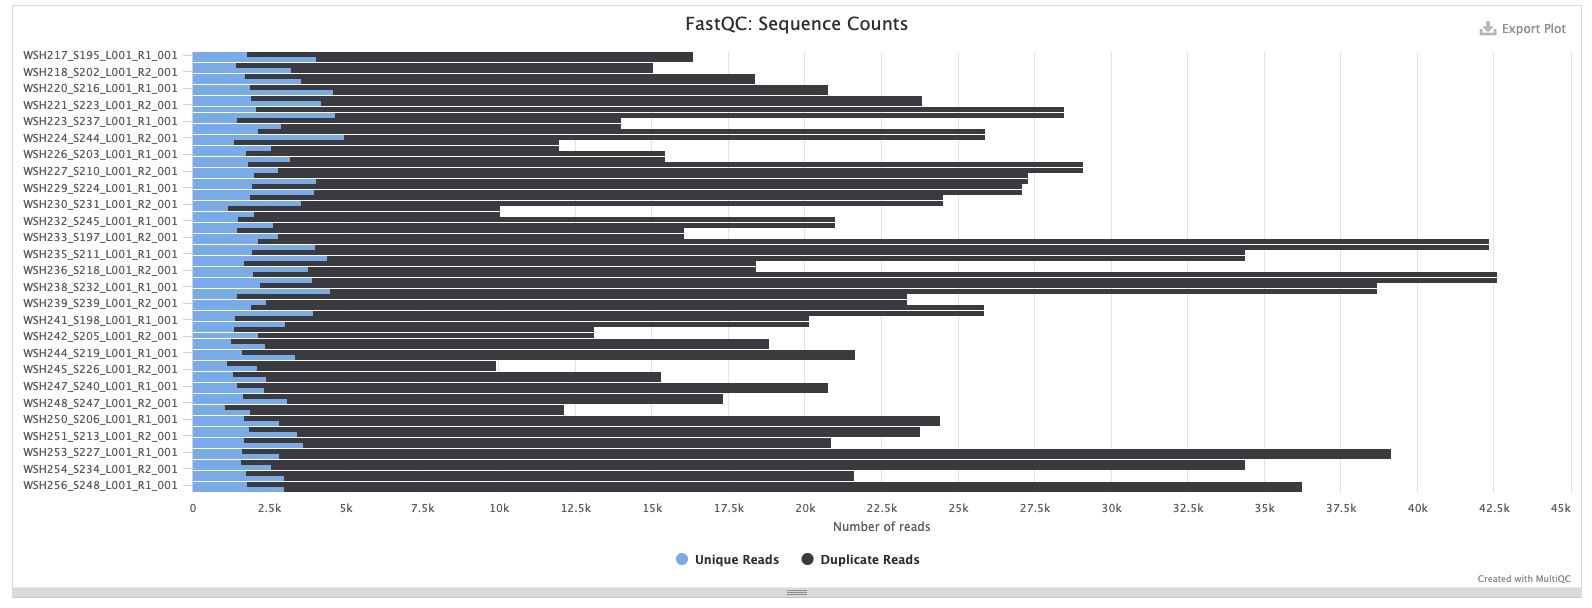 FastQC: Sequence Counts
Export Plot
WSH217_S195_L001_R1_001
WSH218_S202_L001_R2_001
WSH220_S216_L001_R1_001
WSH221_S223_L001_R2_001
WSH223_S237_L001_R1_001
WSH224_S244_L001_R2_001
WSH226_S203_L001_R1_001
WSH227_S210_L001_R2_001
WSH229_S224_L001_R1_001
WSH230_S231_L001_R2_001
WSH232_S245_L001_R1_001
WSH233_S197_L001_R2_001
WSH235_S211_L001_R1_001
WSH236_S218_L001_R2_001
WSH238_S232_L001_R1_001
WSH239_S239_L001_R2_001
WSH241_S198_L001_R1_001
WSH242_S205_L001_R2_001
WSH244_S219_L001_R1_001
WSH245_S226_L001_R2_001
WSH247_S240_L001_R1_001
WSH248_S247_L001_R2_001
WSH250_S206_L001_R1_001
WSH251_S213_L001_R2_001
WSH253_S227_L001_R1_001
WSH254_S234_L001_R2_001
WSH256_S248_L001_R1_001
0 2.5k 5k 7.5k 10k 12.5k 15k 17.5k 20k 22.5k 25k 27.5k 30k 32.5k 35k 37.5k 40k 42.5k 45k
Number of reads
Unique Reads Duplicate Reads
Created with MultiQC